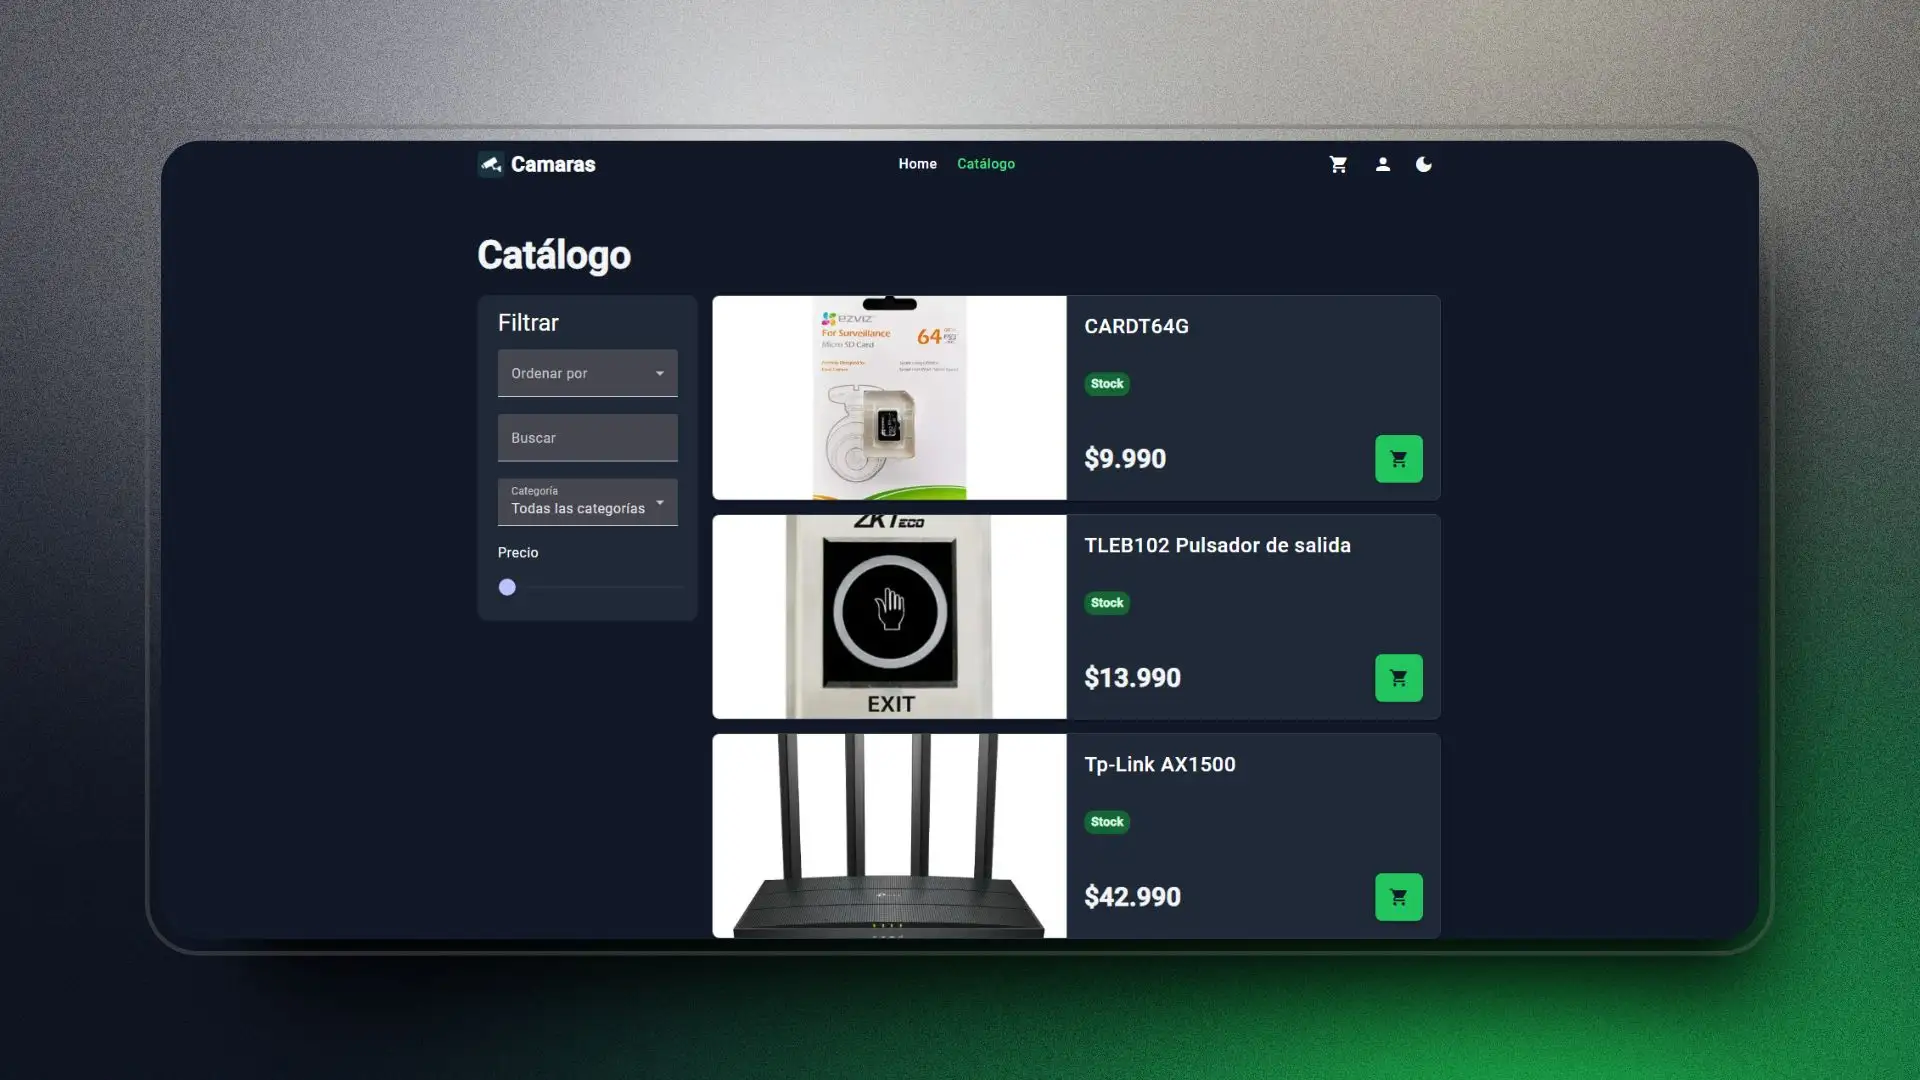 Camaras
Home
Catálogo
Catálogo
Filtrar
Ordenar por
Buscar
Categoría
Todas las categorías
Precio
ezviz
For Surveillance
Micro SD Card
64
CARDT64G
Stock
$9.990
ZKTeco
EXIT
TLEB102 Pulsador de salida
Stock
$13.990
Tp-Link AX1500
Stock
$42.990